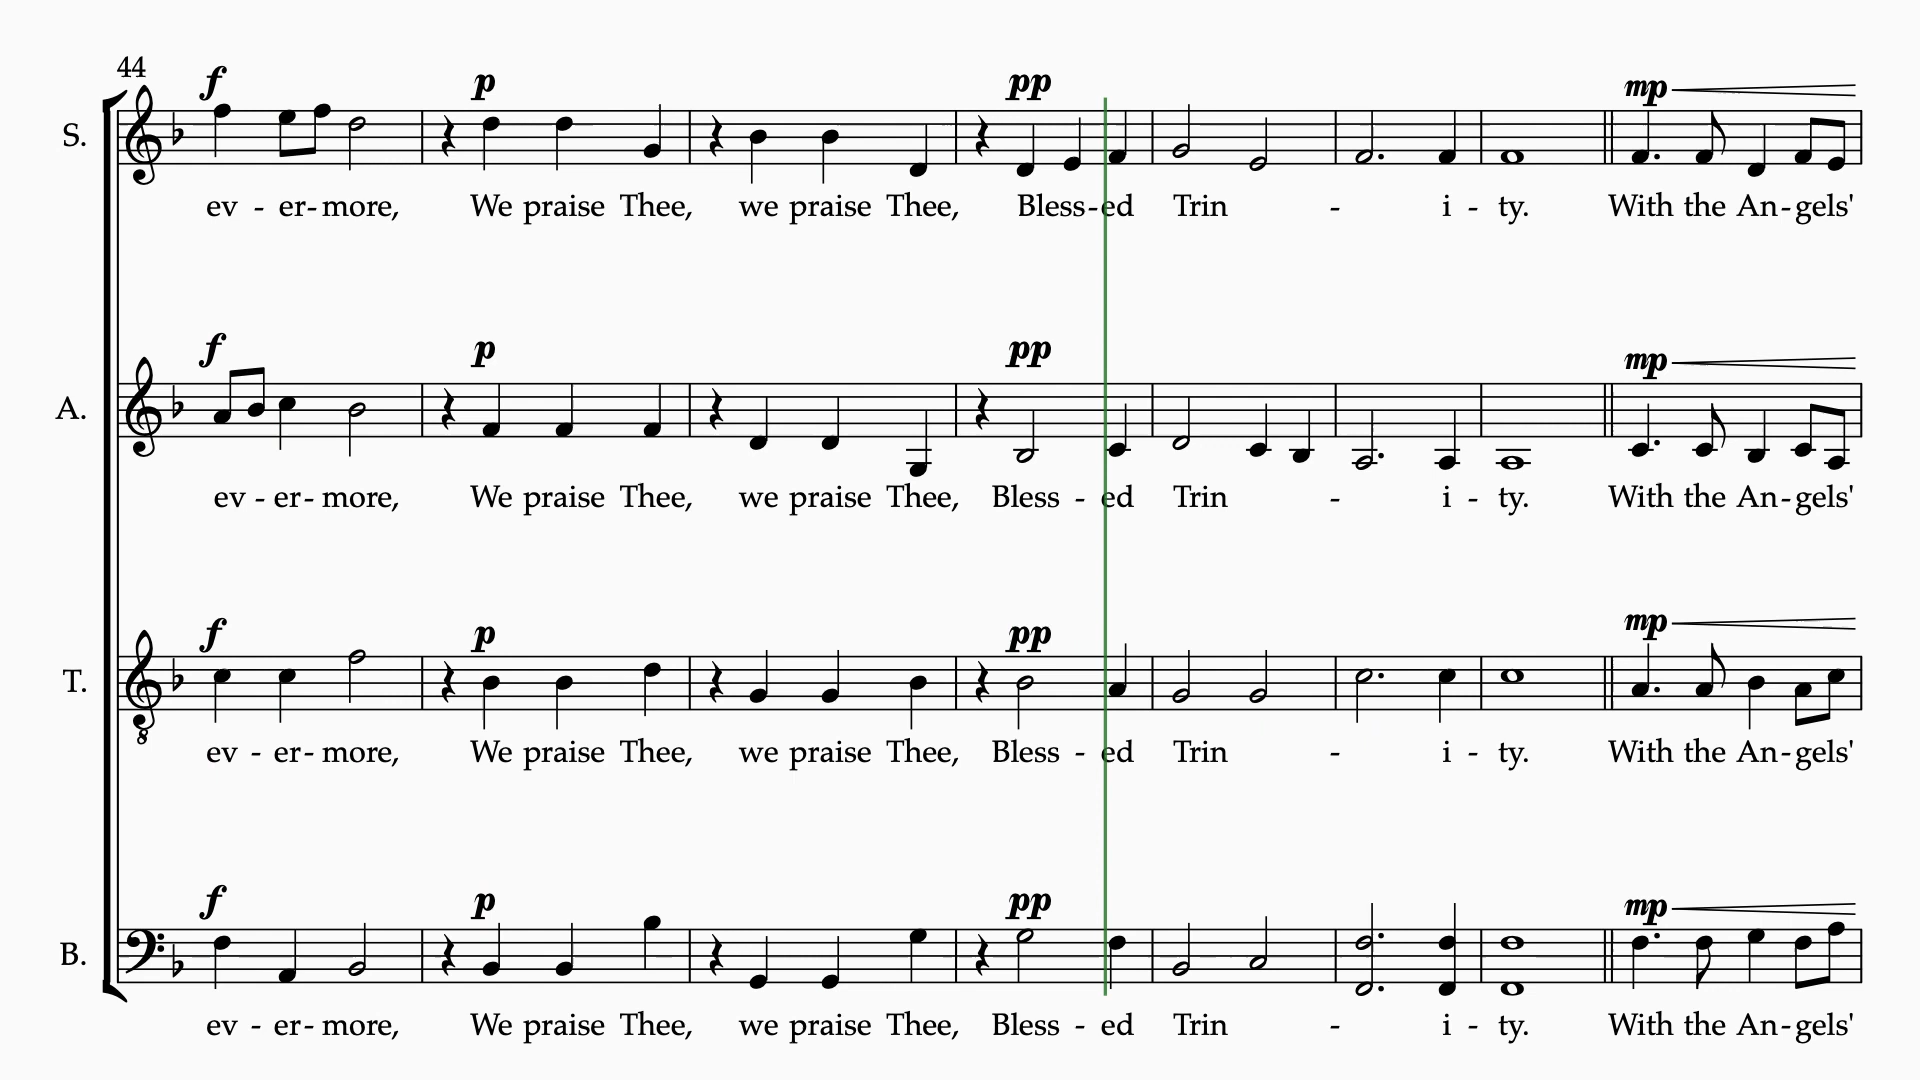 44
f p pp mp
S.
ev - er - more, We praise Thee, we praise Thee, Bless - ed Trin - i - ty. With the An - gels'
f p pp mp
A.
ev - er - more, We praise Thee, we praise Thee, Bless - ed Trin - i - ty. With the An - gels'
f p pp mp
T.
8
ev - er - more, We praise Thee, we praise Thee, Bless - ed Trin - i - ty. With the An - gels'
f p pp mp
B.
ev - er - more, We praise Thee, we praise Thee, Bless - ed Trin - i - ty. With the An - gels'